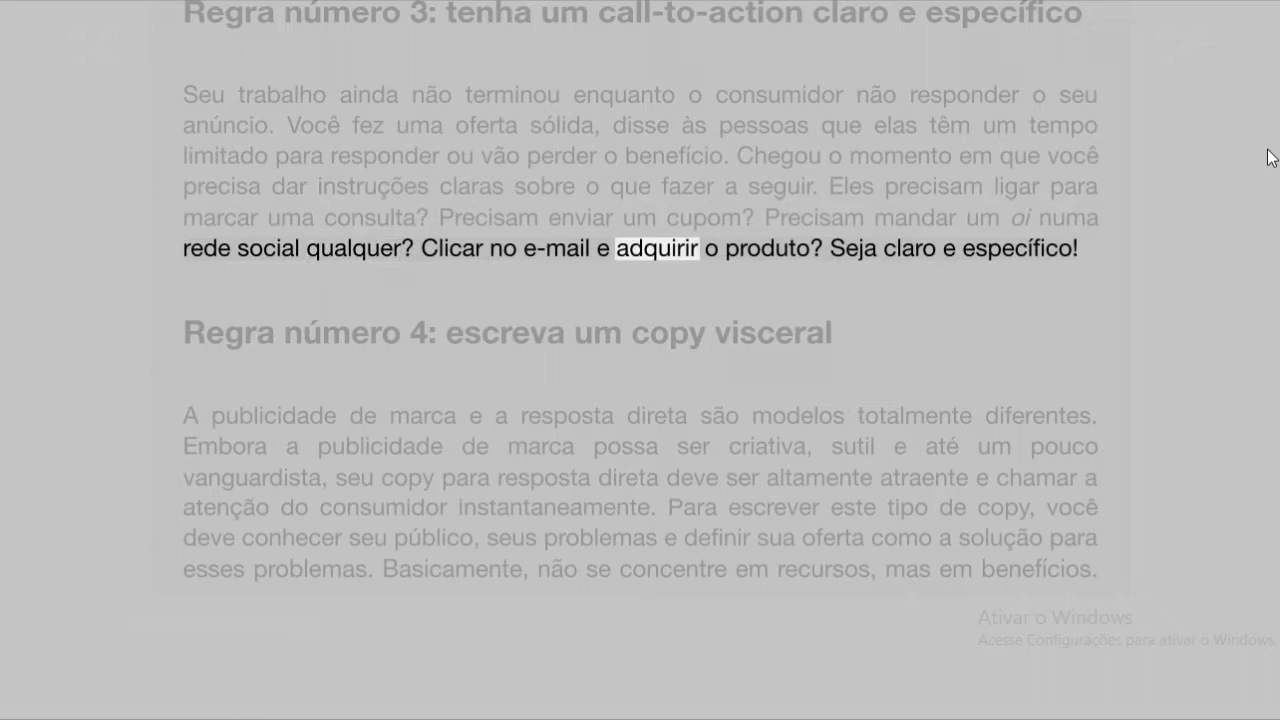 Regra número 3: tenha um call-to-action claro e específico
Seu trabalho ainda não terminou enquanto o consumidor não responder o seu
anúncio. Você fez uma oferta sólida, disse às pessoas que elas têm um tempo
limitado para responder ou vão perder o benefício. Chegou o momento em que você
precisa dar instruções claras sobre o que fazer a seguir. Eles precisam ligar para
marcar uma consulta? Precisam enviar um cupom? Precisam mandar um oi numa
rede social qualquer? Clicar no e-mail e adquirir o produto? Seja claro e específico!
Regra número 4: escreva um copy visceral
A publicidade de marca e a resposta direta são modelos totalmente diferentes.
Embora a publicidade de marca possa ser criativa, sutil e até um pouco
vanguardista, seu copy para resposta direta deve ser altamente atraente e chamar a
atenção do consumidor instantaneamente. Para escrever este tipo de copy, você
deve conhecer seu público, seus problemas e definir sua oferta como a solução para
esses problemas. Basicamente, não se concentre em recursos, mas em benefícios.
Ativar o Windows
Acesse Configurações para ativar o Windows.